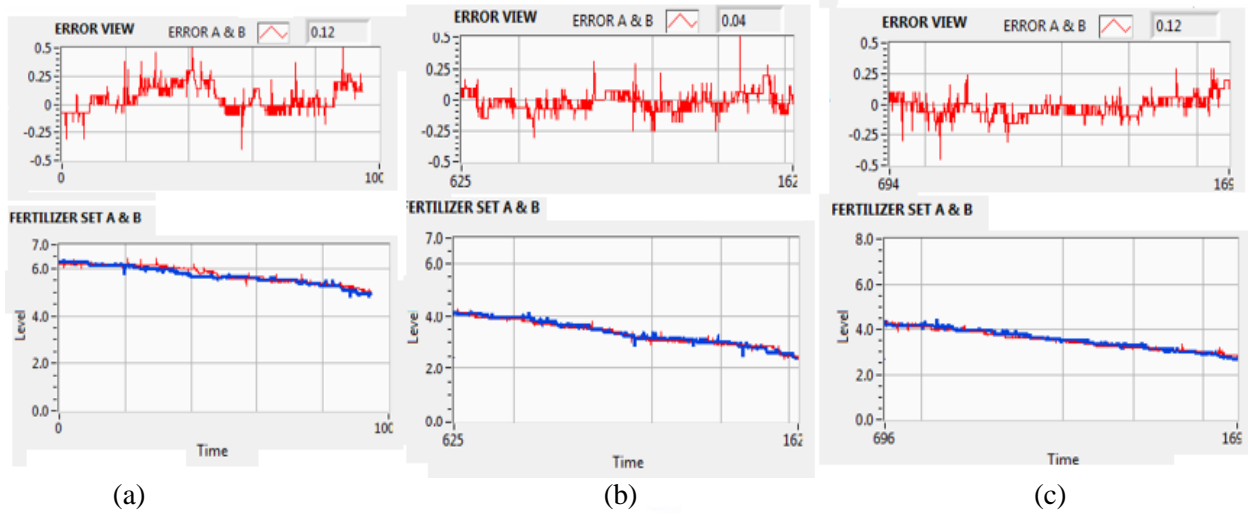 ERROR VIEW ERROR A & B 0.12
0.5
0.25
0
-0.25
-0.5
0 100
FERTILIZER SET A & B
7.0
6.0
4.0
2.0
0.0
0 100
Level
Time
(a)
ERROR VIEW ERROR A & B 0.04
0.5
0.25
0
-0.25
-0.5
625 162
FERTILIZER SET A & B
7.0
6.0
4.0
2.0
0.0
625 162
Level
Time
(b)
ERROR VIEW ERROR A & B 0.12
0.5
0.25
0
-0.25
-0.5
694 169
FERTILIZER SET A & B
8.0
6.0
4.0
2.0
0.0
696 169
Level
Time
(c)